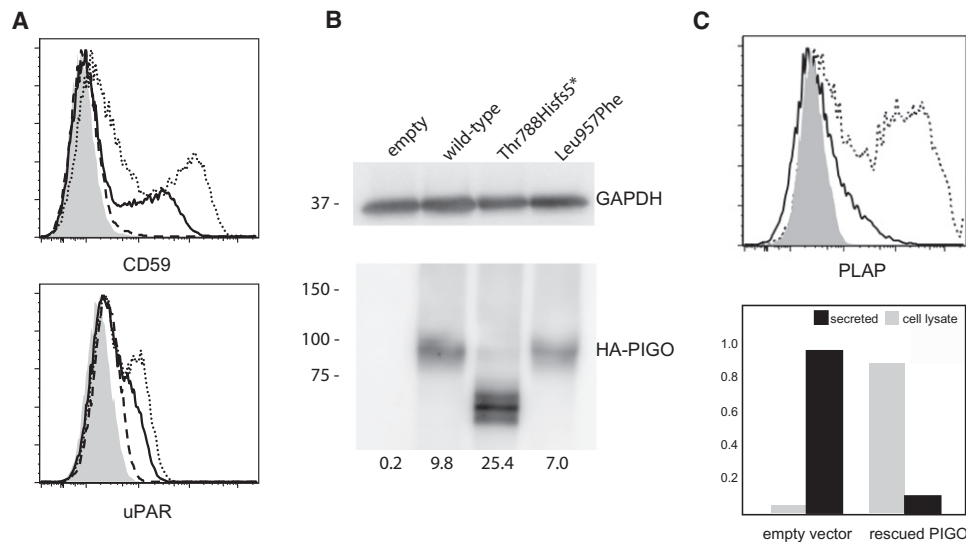 A
CD59
uPAR
B
empty
wild-type
Thr788Hisfs5*
Leu957Phe
37 -
GAPDH
150 -
100 -
75 -
HA-PIGO
0.2 9.8 25.4 7.0
C
PLAP
secreted cell lysate
1.0
0.8
0.6
0.4
0.2
empty vector rescued PIGO